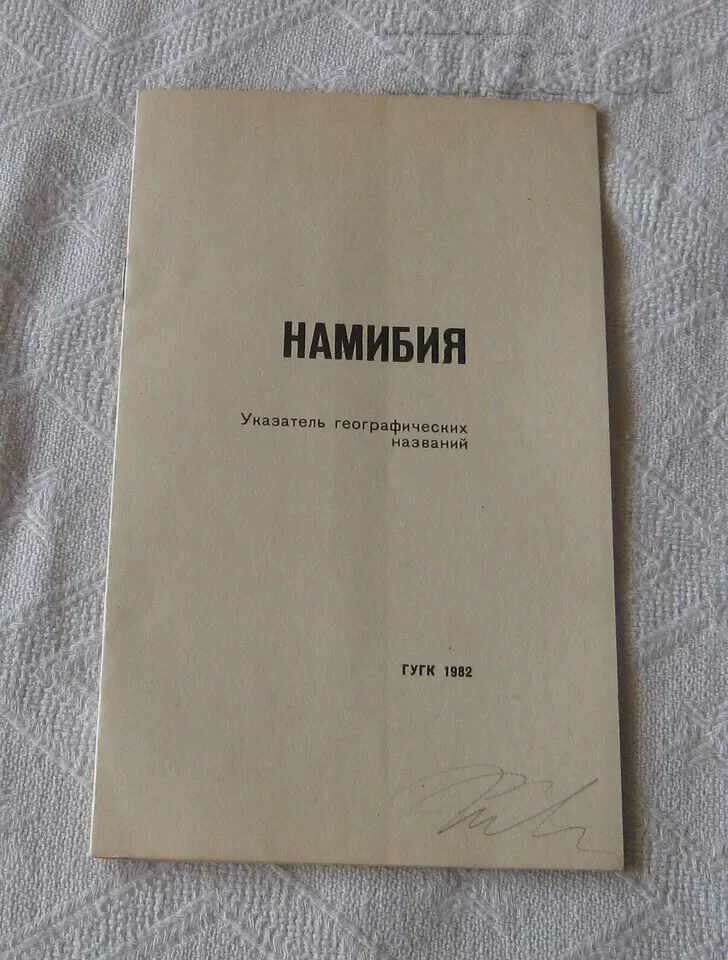 НАМИБИЯ
Указатель географических
названий
ГУГК 1982